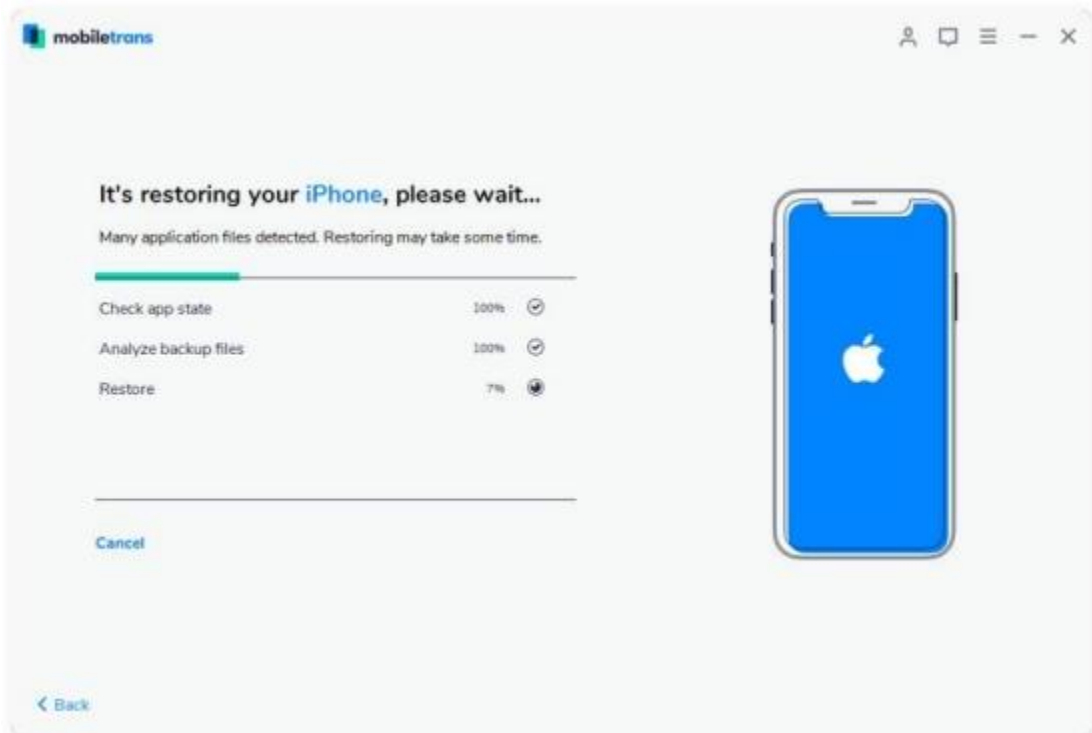 mobiletrans
It's restoring your iPhone, please wait...
Many application files detected. Restoring may take some time.
Check app state 100%
Analyze backup files 100%
Restore 7%
Cancel
Back